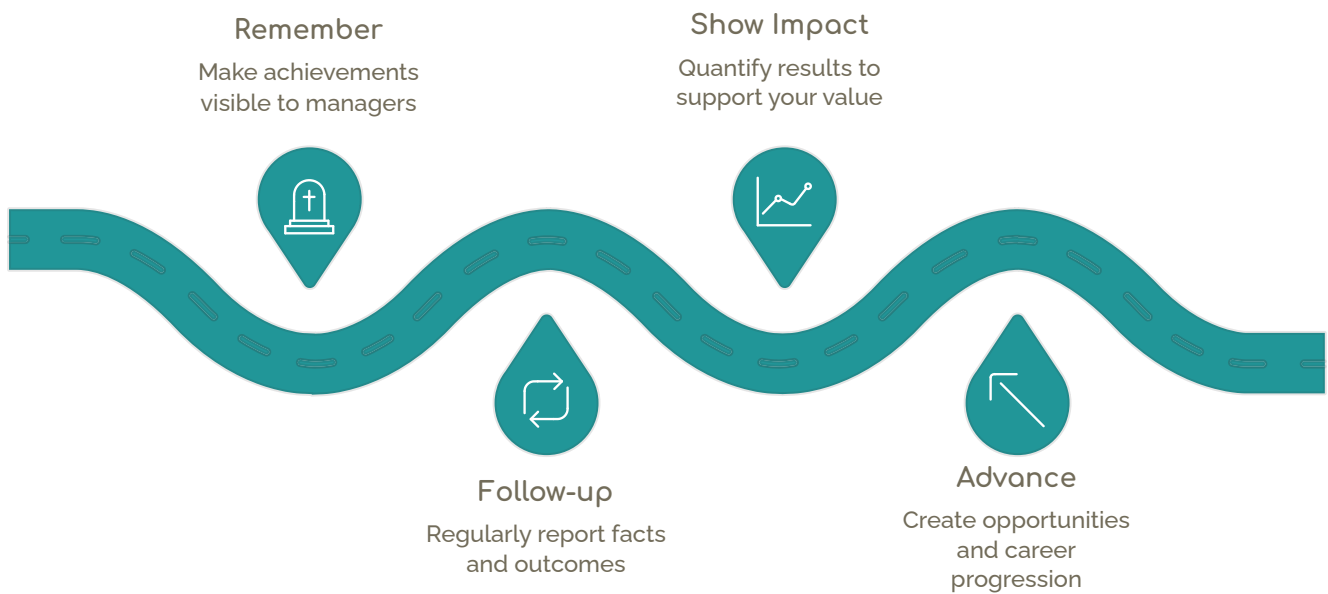 Remember
Make achievements
visible to managers
Follow-up
Regularly report facts
and outcomes
Show Impact
Quantify results to
support your value
Advance
Create opportunities
and career
progression